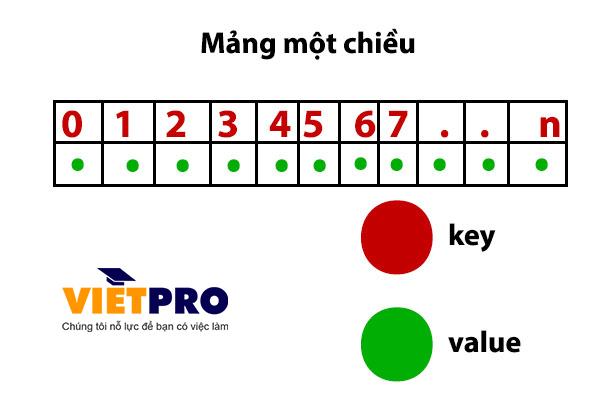 Mảng một chiều
0 1 2 3 4 5 6 7 . . n
key
VIETPRO
Chúng tôi nỗ lực để bạn có việc làm
value